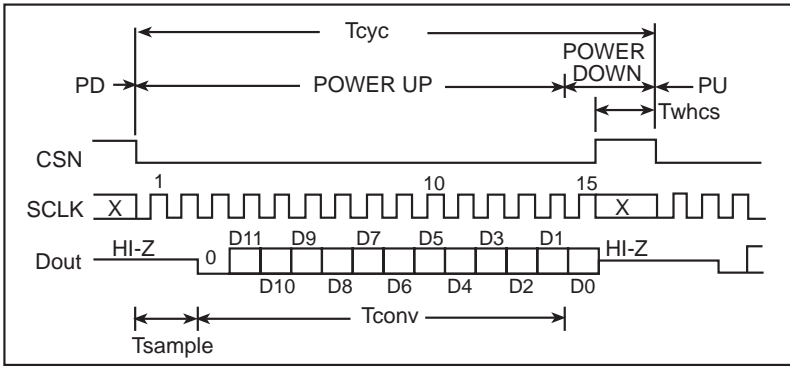 Tcyc
POWER DOWN
PD
POWER UP
PU
Twhcs
CSN
1
10
15
SCLK
X
X
HI-Z
0
D11
D9
D7
D5
D3
D1
HI-Z
Dout
D10
D8
D6
D4
D2
D0
Tconv
Tsample